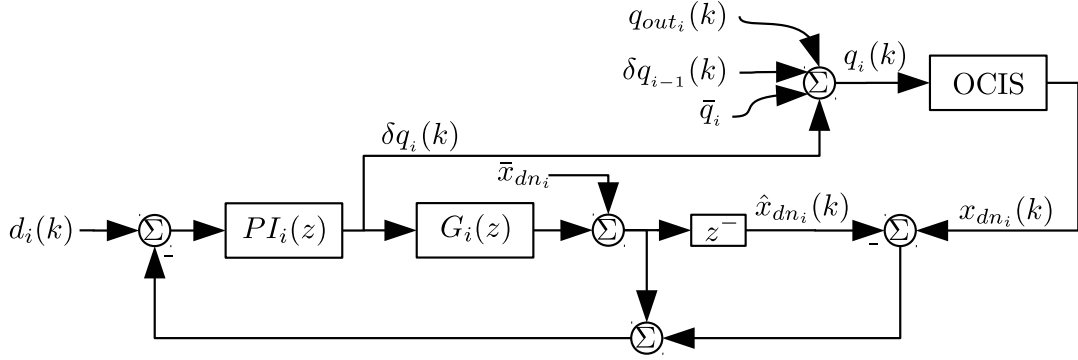 q_{out_i}(k)
δq_{i−1}(k)
q̄_i
Σ
q_i(k)
OCIS
δq_i(k)
x̄_{dn_i}
d_i(k)
Σ
-
PI_i(z)
G_i(z)
Σ
z^−
x̂_{dn_i}(k)
-
Σ
x_{dn_i}(k)
Σ